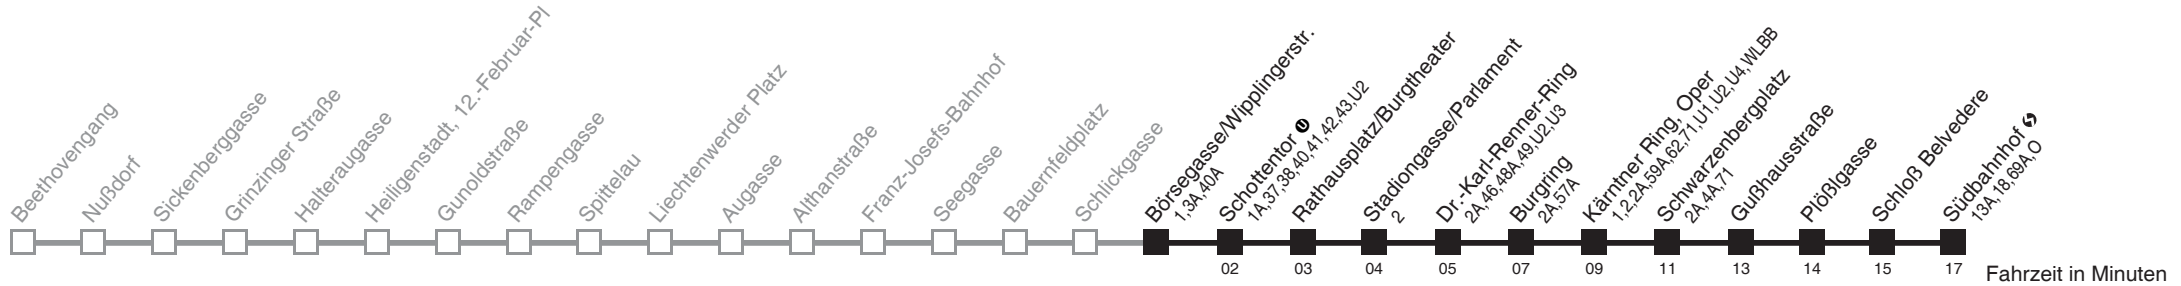 Beethovengang
Nußdorf
Sickenberggasse
Grinzinger Straße
Halteraugasse
Heiligenstadt, 12.-Februar-Pl
Gunoldstraße
Rampengasse
Spittelau
Liechtenwerder Platz
Augasse
Althanstraße
Franz-Josefs-Bahnhof
Seegasse
Bauernfeldplatz
Schlickgasse
Börsegasse/Wipplingerstr.
1,3A,40A
Schottentor U
1A,37,38,40,41,42,43,U2
Rathausplatz/Burgtheater
Stadiongasse/Parlament
2
Dr.-Karl-Renner-Ring
2A,46,48A,49,U2,U3
Burgring
2A,57A
Kärntner Ring, Oper
1,2,2A,59A,62,71,U1,U2,U4,WLBB
Schwarzenbergplatz
2A,4A,71
Gußhausstraße
Plößlgasse
Schloß Belvedere
Südbahnhof S
13A,18,69A,O
02 03 04 05 07 09 11 13 14 15 17
Fahrzeit in Minuten